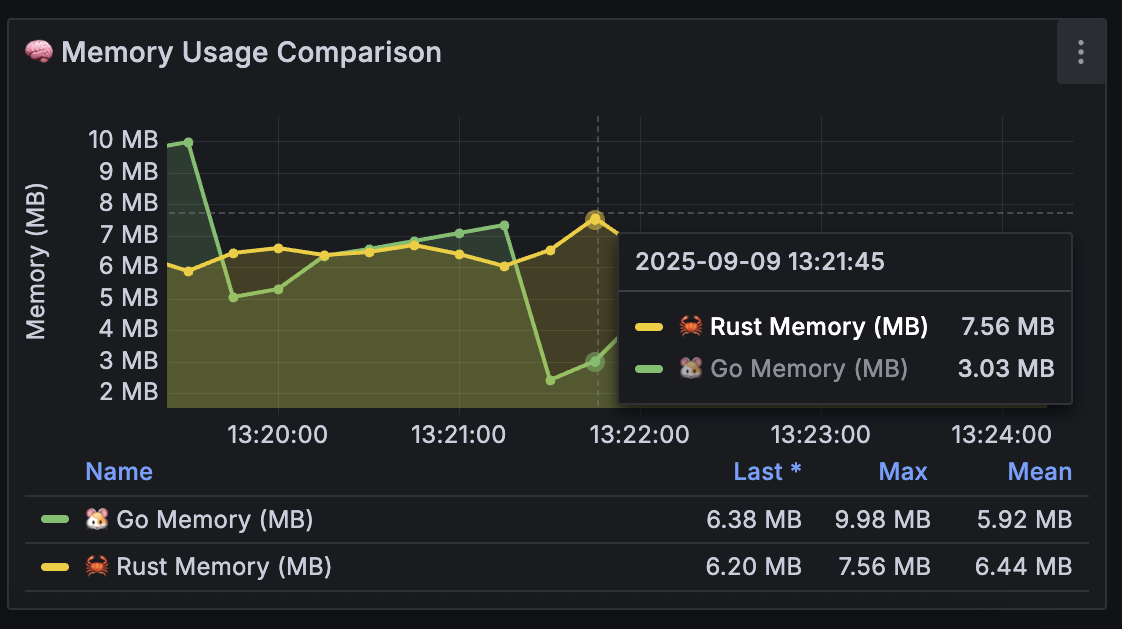 🧠 Memory Usage Comparison
Memory (MB)
10 MB
9 MB
8 MB
7 MB
6 MB
5 MB
4 MB
3 MB
2 MB
2025-09-09 13:21:45
🦀 Rust Memory (MB) 7.56 MB
🐹 Go Memory (MB) 3.03 MB
13:20:00 13:21:00 13:22:00 13:23:00 13:24:00
Name Last * Max Mean
🐹 Go Memory (MB) 6.38 MB 9.98 MB 5.92 MB
🦀 Rust Memory (MB) 6.20 MB 7.56 MB 6.44 MB